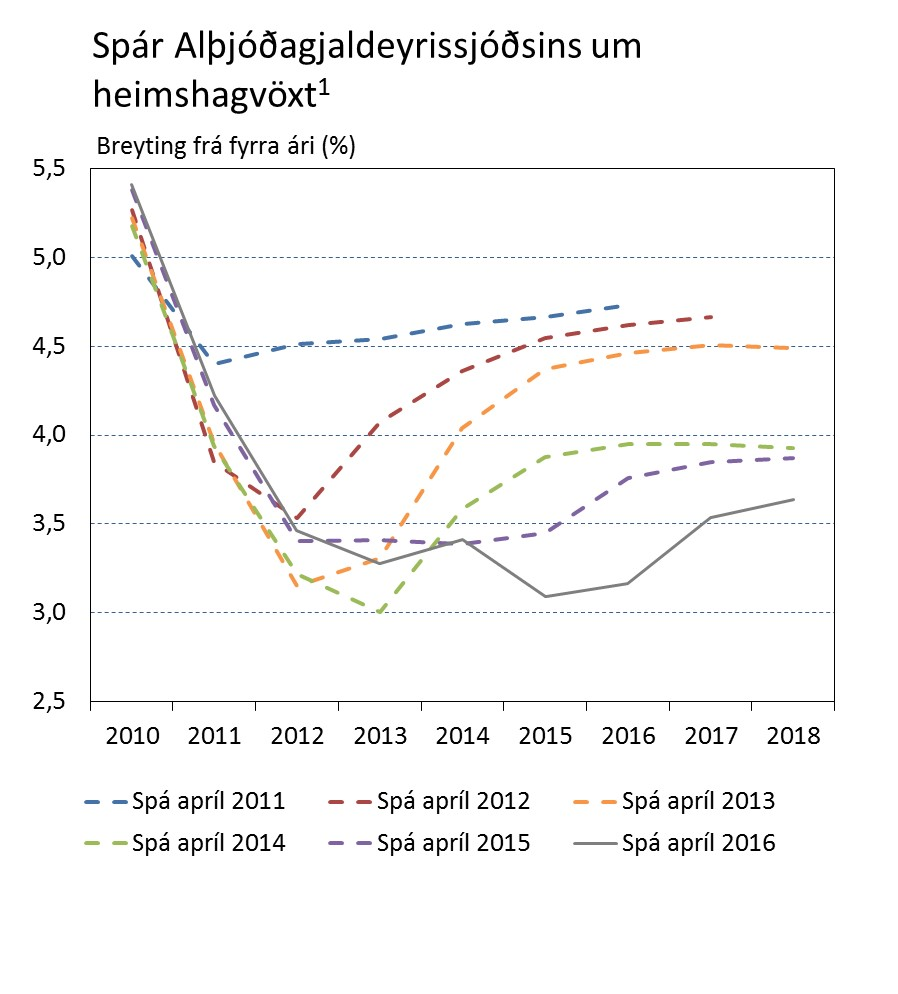 Spár Alþjóðagjaldeyrissjóðsins um
heimshagvöxt¹
Breyting frá fyrra ári (%)
5,5
5,0
4,5
4,0
3,5
3,0
2,5
2010 2011 2012 2013 2014 2015 2016 2017 2018
Spá apríl 2011 Spá apríl 2012 Spá apríl 2013
Spá apríl 2014 Spá apríl 2015 Spá apríl 2016